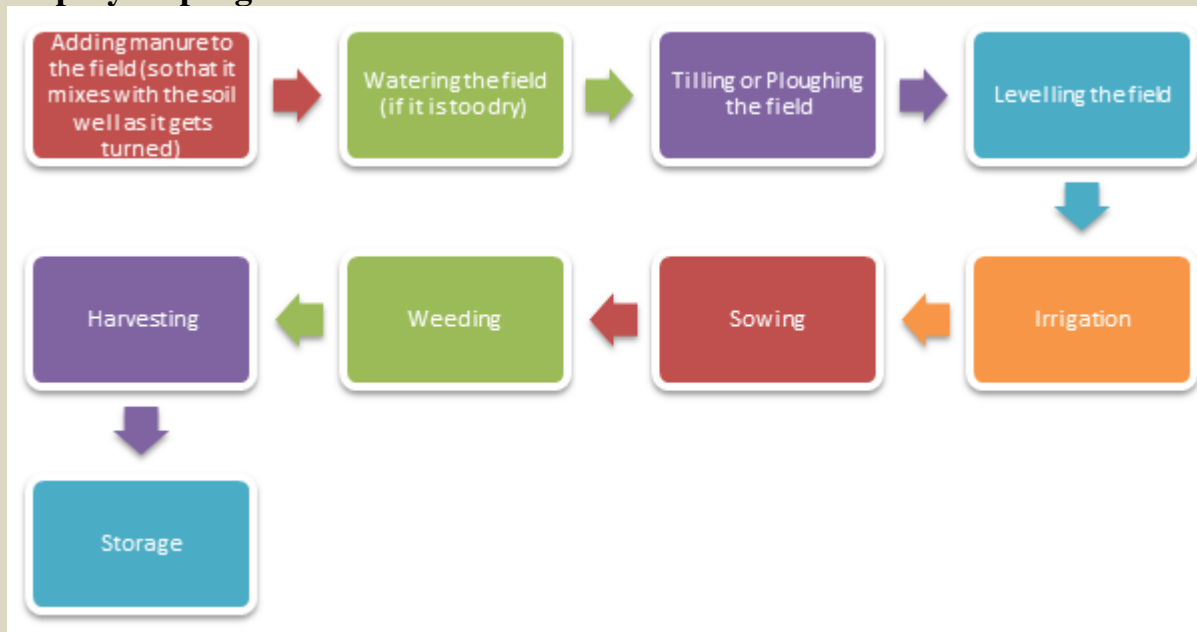 Adding manure to
the field (so that it
mixes with the soil
well as it gets
turned)
Watering the field
(if it is too dry)
Tilling or Ploughing
the field
Levelling the field
Irrigation
Sowing
Weeding
Harvesting
Storage